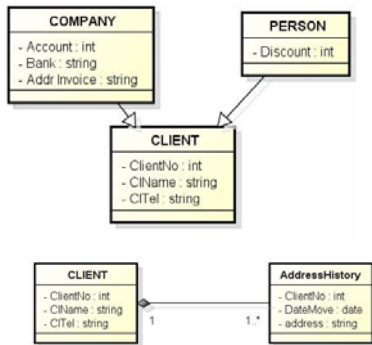 COMPANY
- Account : int
- Bank : string
- Addr Invoice : string
PERSON
- Discount : int
CLIENT
- ClientNo : int
- ClName : string
- ClTel : string
CLIENT
- ClientNo : int
- ClName : string
- ClTel : string
1
1..*
AddressHistory
- ClientNo : int
- DateMove : date
- address : string